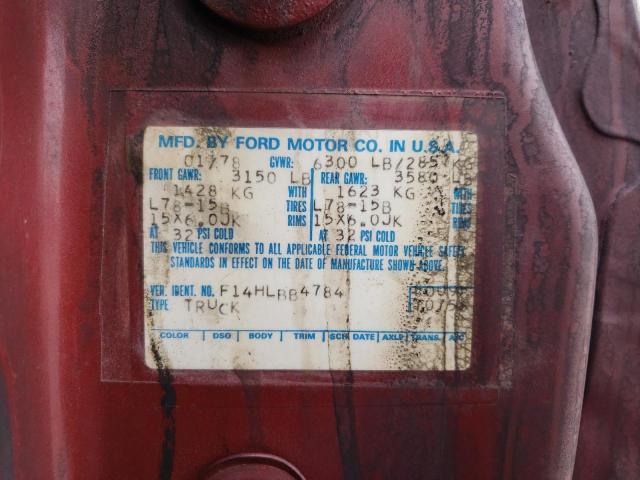 MFD. BY FORD MOTOR CO. IN U.S.A.
01/78 GVWR: 6300 LB/2857 KG
FRONT GAWR: 3150 LB REAR GAWR: 3580 LB
1428 KG WITH 1623 KG WITH
L78-15B TIRES L78-15B TIRES
15X6.0JK RIMS 15X6.0JK RIMS
AT 32 PSI COLD AT 32 PSI COLD
THIS VEHICLE CONFORMS TO ALL APPLICABLE FEDERAL MOTOR VEHICLE SAFETY
STANDARDS IN EFFECT ON THE DATE OF MANUFACTURE SHOWN ABOVE.
VER. IDENT. NO. F14HLBB4784
TYPE TRUCK
COLOR DSO BODY TRIM SCH DATE AXLE TRANS. A/C